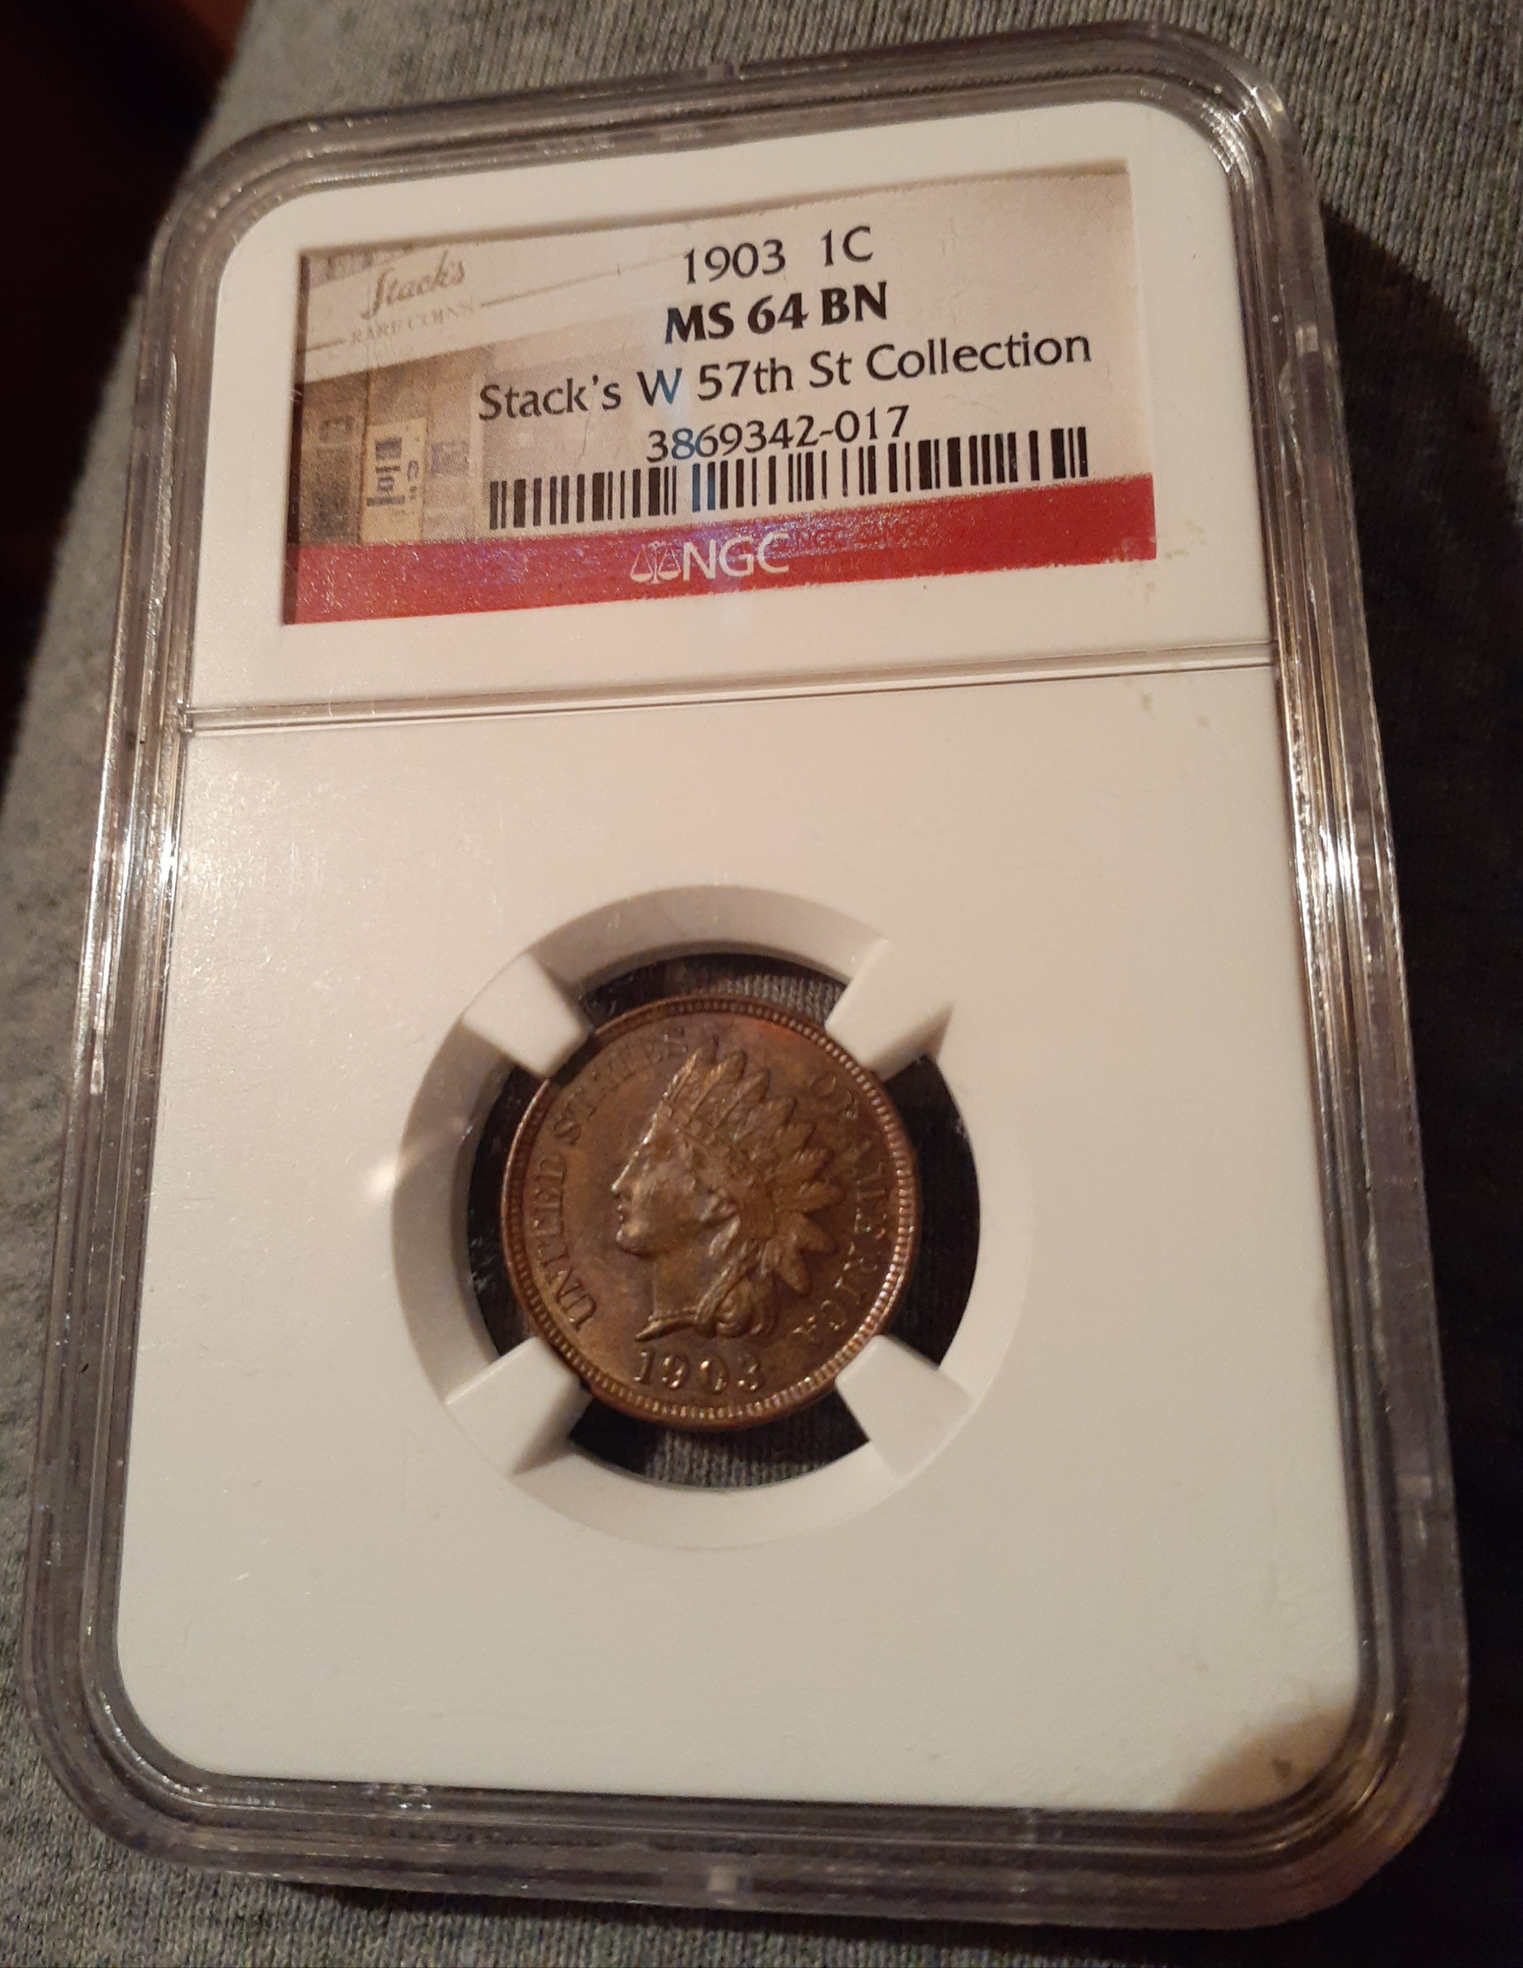 Stack's
RARE COINS
1903 1C
MS 64 BN
Stack's W 57th St Collection
3869342-017
NGC
UNITED STATES OF AMERICA
1903